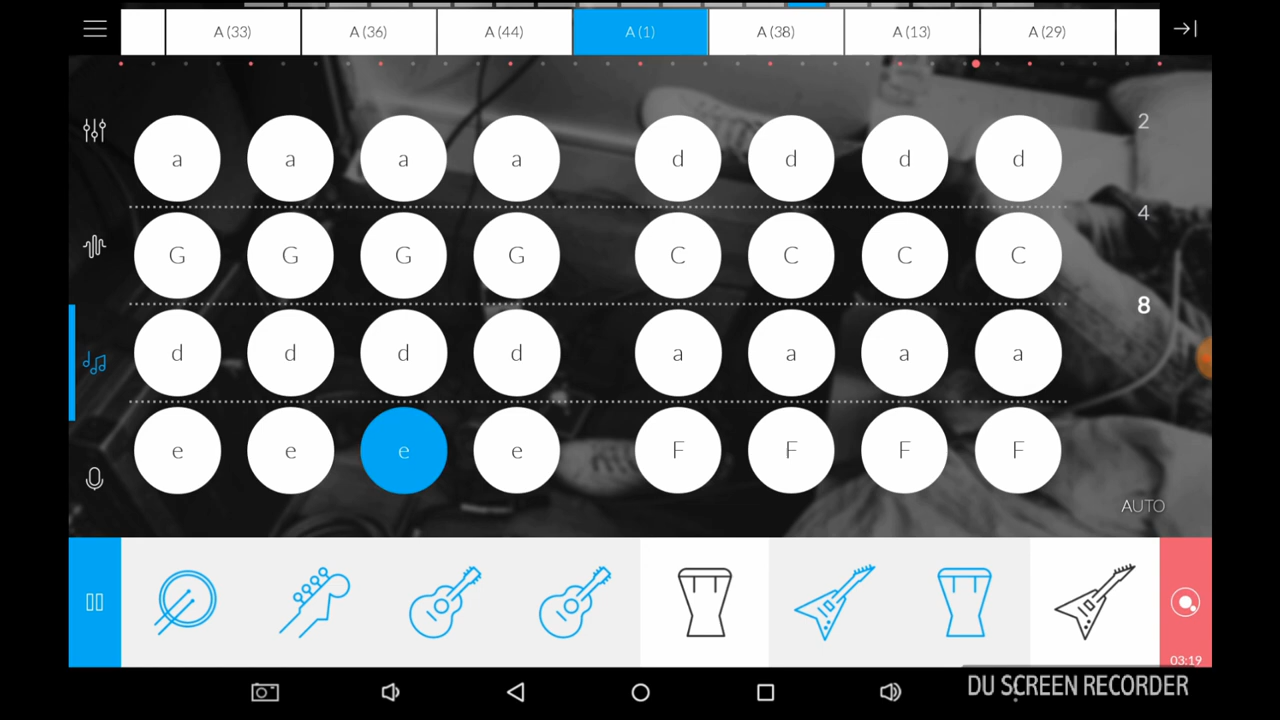 A (33) A (36) A (44) A (1) A (38) A (13) A (29)
a a a a d d d d 2
G G G G C C C C 4
d d d d a a a a 8
e e e e F F F F
AUTO
03:19
DU SCREEN RECORDER